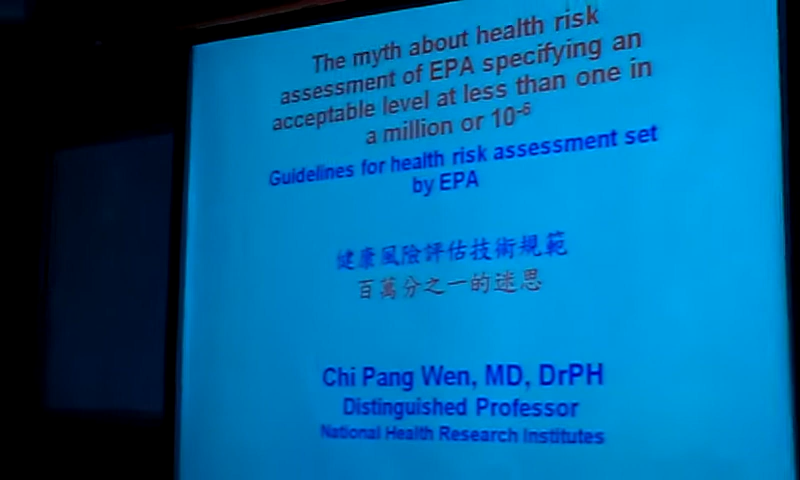 The myth about health risk
assessment of EPA specifying an
acceptable level at less than one in
a million or 10-6
Guidelines for health risk assessment set
by EPA
健康風險評估技術規範
百萬分之一的迷思
Chi Pang Wen, MD, DrPH
Distinguished Professor
National Health Research Institutes